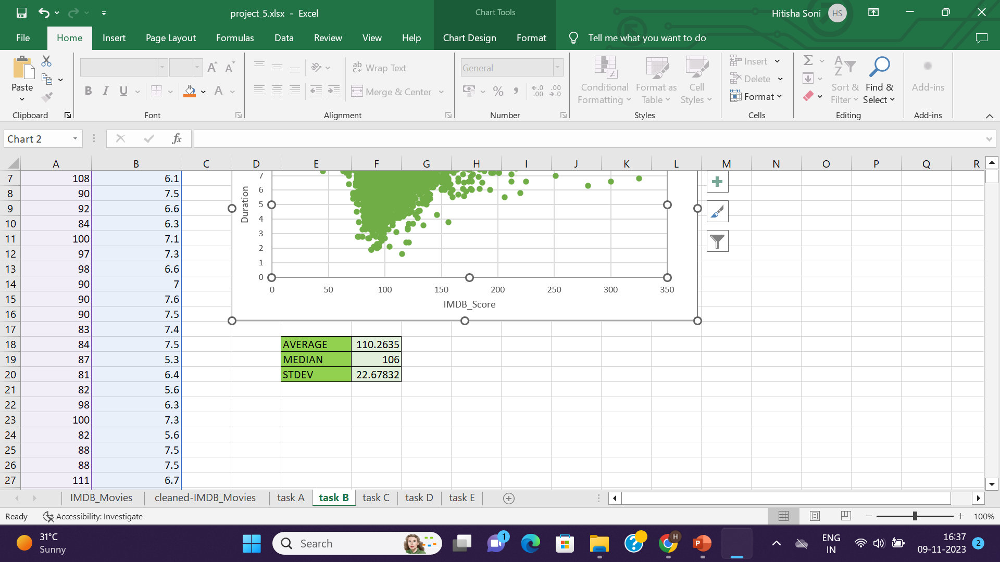 project_5.xlsx - Excel
Chart Tools
Hitisha Soni
HS
File
Home
Insert
Page Layout
Formulas
Data
Review
View
Help
Chart Design
Format
Tell me what you want to do
Paste
Clipboard
B I U
A
Font
Wrap Text
Merge & Center
Alignment
General
%
Number
Conditional Formatting
Format as Table
Cell Styles
Styles
Insert
Delete
Format
Cells
Sort & Filter
Find & Select
Editing
Add-ins
Add-ins
Chart 2
fx
A B C D E F G H I J K L M N O P Q R
7 108 6.1
8 90 7.5
9 92 6.6
10 84 6.3
11 100 7.1
12 97 7.3
13 98 6.6
14 90 7
15 90 7.6
16 90 7.5
17 83 7.4
18 84 7.5
19 87 5.3
20 81 6.4
21 82 5.6
22 98 6.3
23 100 7.3
24 82 5.6
25 88 7.5
26 88 7.5
27 111 6.7
Duration
7
6
5
4
3
2
1
0
0 50 100 150 200 250 300 350
IMDB_Score
AVERAGE 110.2635
MEDIAN 106
STDEV 22.67832
IMDB_Movies
cleaned-IMDB_Movies
task A
task B
task C
task D
task E
Ready
Accessibility: Investigate
100%
31°C
Sunny
Search
1
H
P
ENG
IN
16:37
09-11-2023
2